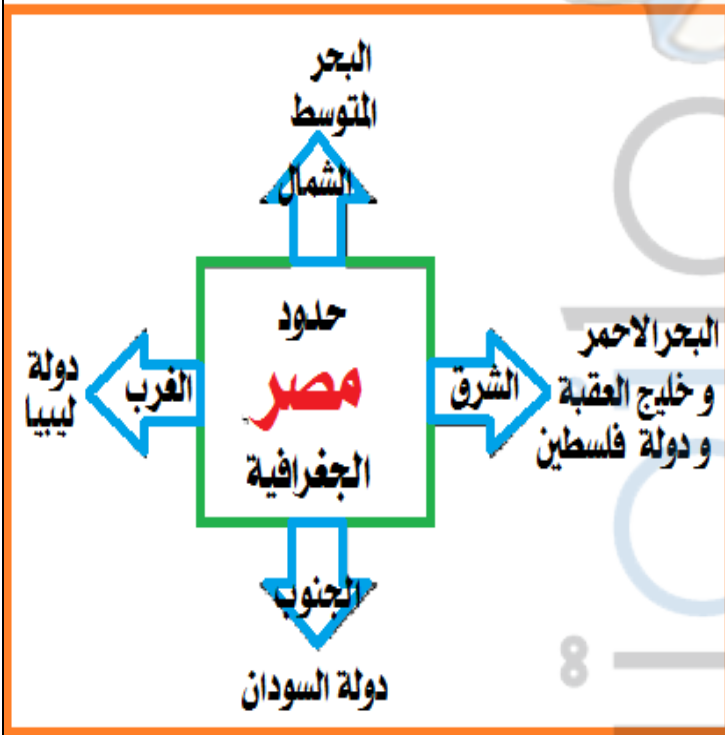 البحر
المتوسط
الشمال
حدود
مصر
الجغرافية
الشرق
البحرالاحمر
و خليج العقبة
و دولة فلسطين
الغرب
دولة
ليبيا
الجنوب
دولة السودان
8